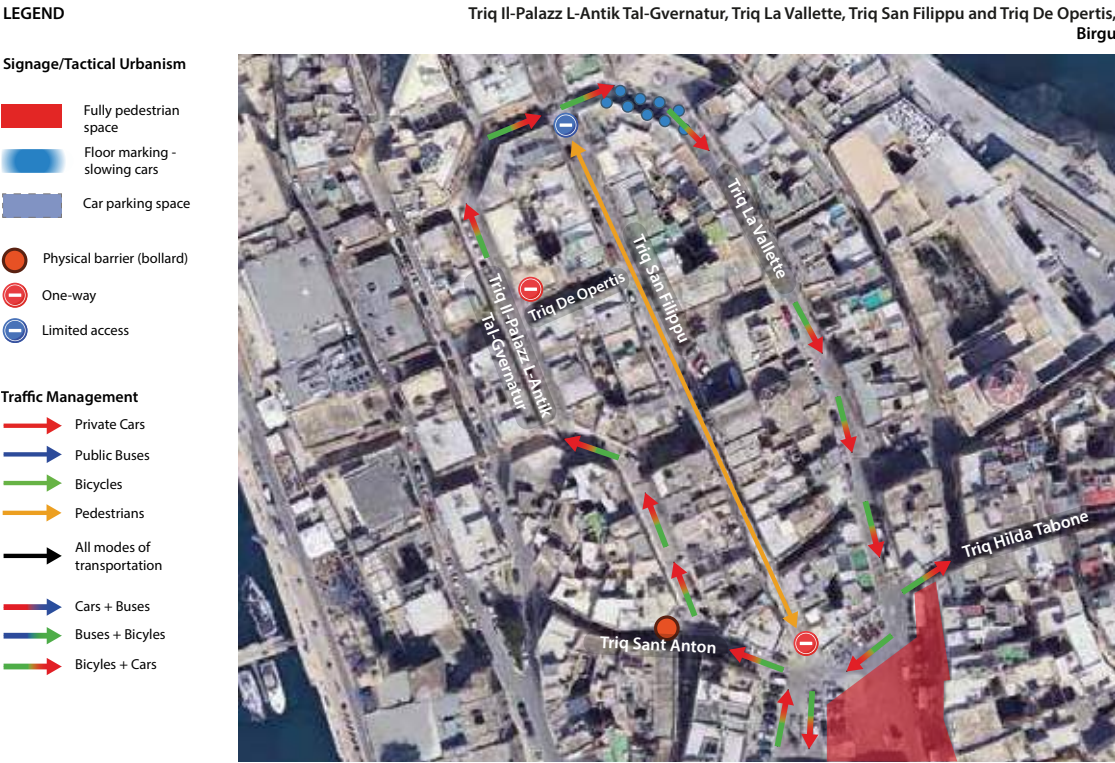 LEGEND
Triq Il-Palazz L-Antik Tal-Gvernatur, Triq La Vallette, Triq San Filippu and Triq De Opertis,
Birgu
Signage/Tactical Urbanism
Fully pedestrian
space
Floor marking -
slowing cars
Car parking space
Physical barrier (bollard)
One-way
Limited access
Traffic Management
Private Cars
Public Buses
Bicycles
Pedestrians
All modes of
transportation
Cars + Buses
Buses + Bicyles
Bicyles + Cars
Triq La Vallette
Triq San Filippu
Triq De Opertis
Triq Il-Palazz L-Antik
Tal-Gvernatur
Triq Hilda Tabone
Triq Sant Anton